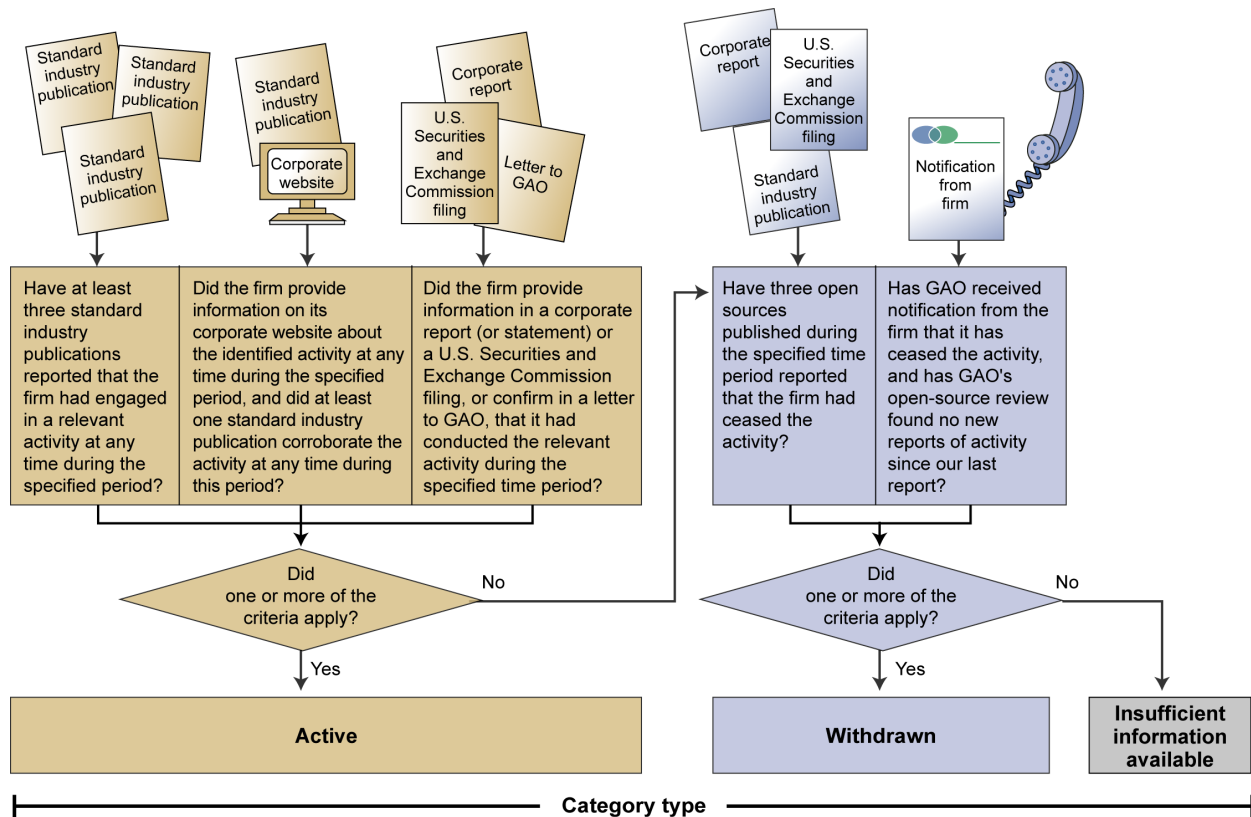 Standard
industry
publication
Standard
industry
publication
Standard
industry
publication
Standard
industry
publication
Corporate
website
Corporate
report
U.S.
Securities
and
Exchange
Commission
filing
Letter to
GAO
Corporate
report
U.S.
Securities
and
Exchange
Commission
filing
Standard
industry
publication
Notification
from
firm
Have at least
three standard
industry
publications
reported that the
firm had engaged
in a relevant
activity at any
time during the
specified period?
Did the firm provide
information on its
corporate website about
the identified activity at any
time during the specified
period, and did at least
one standard industry
publication corroborate the
activity at any time during
this period?
Did the firm provide
information in a corporate
report (or statement) or
a U.S. Securities and
Exchange Commission
filing, or confirm in a letter
to GAO, that it had
conducted the relevant
activity during the
specified time period?
Have three open
sources
published during
the specified time
period reported
that the firm had
ceased the
activity?
Has GAO received
notification from the
firm that it has
ceased the activity,
and has GAO's
open-source review
found no new
reports of activity
since our last
report?
Did
one or more of the
criteria apply?
No
Yes
Did
one or more of the
criteria apply?
No
Yes
Active
Withdrawn
Insufficient
information
available
Category type